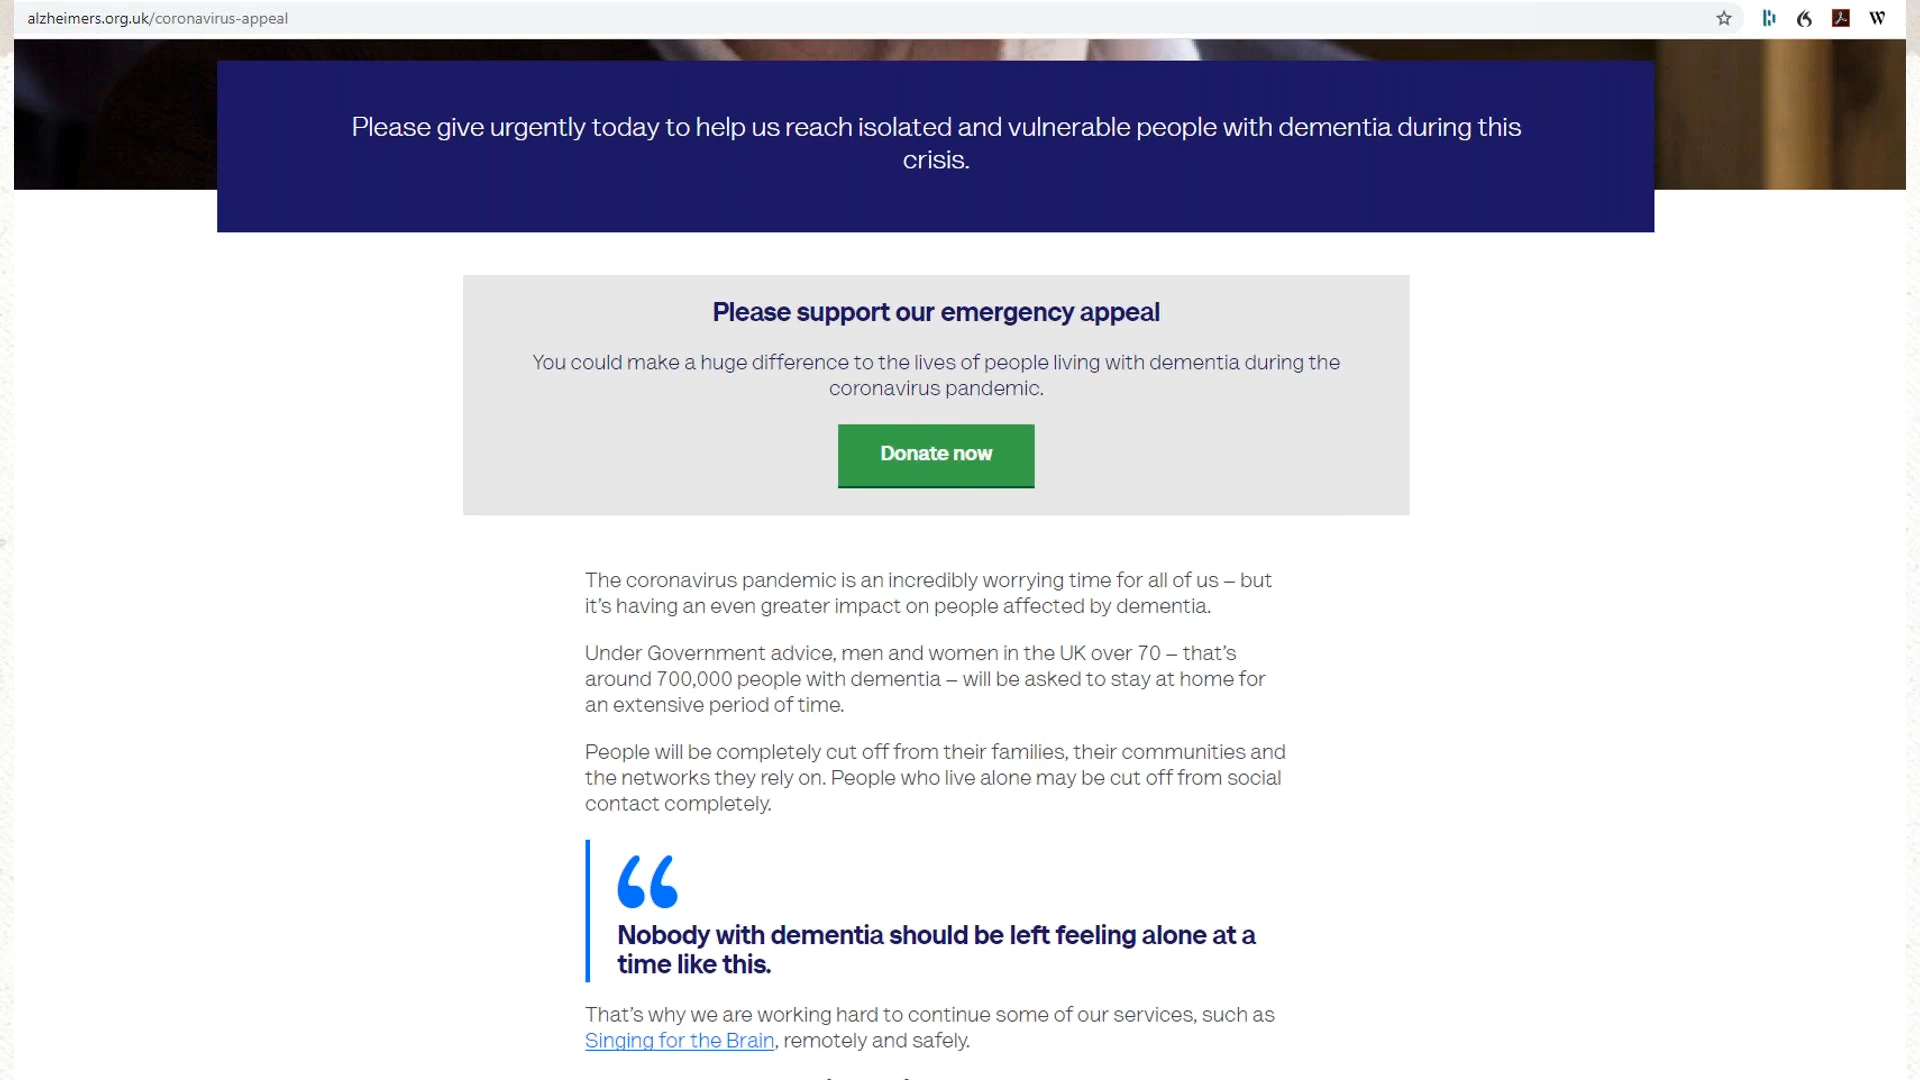 alzheimers.org.uk/coronavirus-appeal
W
Please give urgently today to help us reach isolated and vulnerable people with dementia during this
crisis.
Please support our emergency appeal
You could make a huge difference to the lives of people living with dementia during the
coronavirus pandemic.
Donate now
The coronavirus pandemic is an incredibly worrying time for all of us – but
it's having an even greater impact on people affected by dementia.
Under Government advice, men and women in the UK over 70 – that's
around 700,000 people with dementia – will be asked to stay at home for
an extensive period of time.
People will be completely cut off from their families, their communities and
the networks they rely on. People who live alone may be cut off from social
contact completely.
“
Nobody with dementia should be left feeling alone at a
time like this.
That's why we are working hard to continue some of our services, such as
Singing for the Brain, remotely and safely.